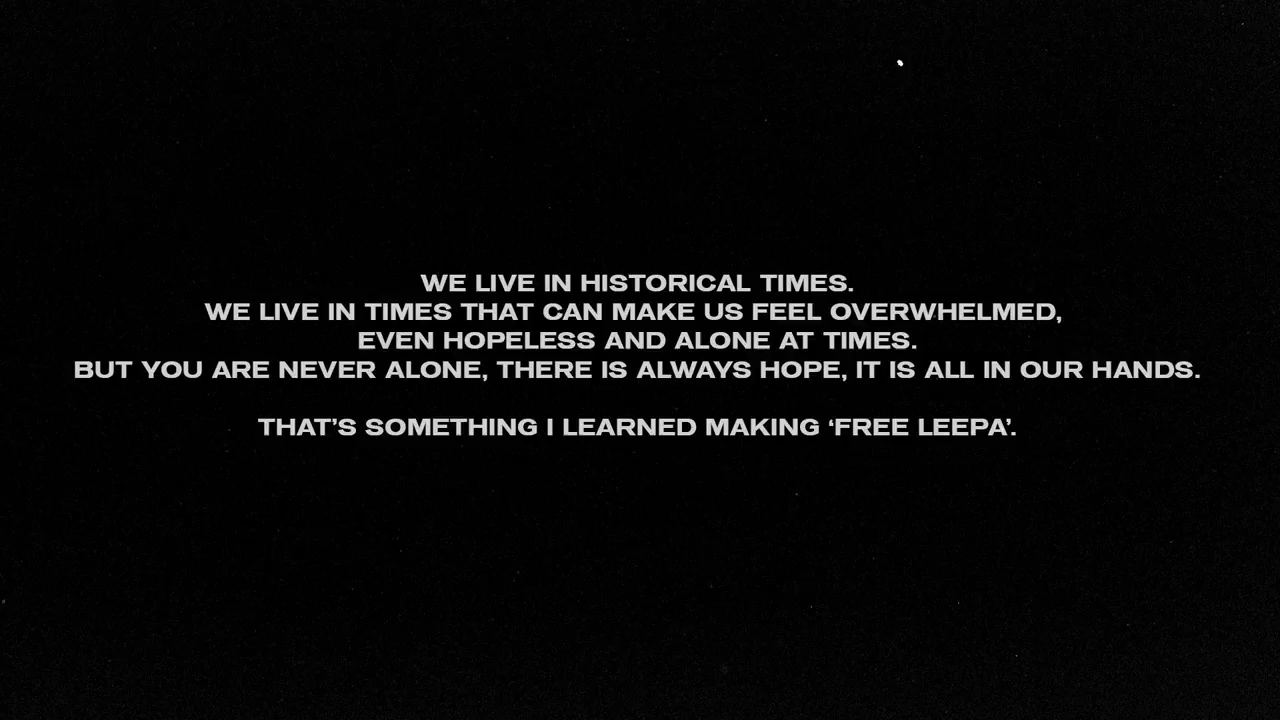 WE LIVE IN HISTORICAL TIMES.
WE LIVE IN TIMES THAT CAN MAKE US FEEL OVERWHELMED,
EVEN HOPELESS AND ALONE AT TIMES.
BUT YOU ARE NEVER ALONE, THERE IS ALWAYS HOPE, IT IS ALL IN OUR HANDS.
THAT’S SOMETHING I LEARNED MAKING ‘FREE LEEPA’.